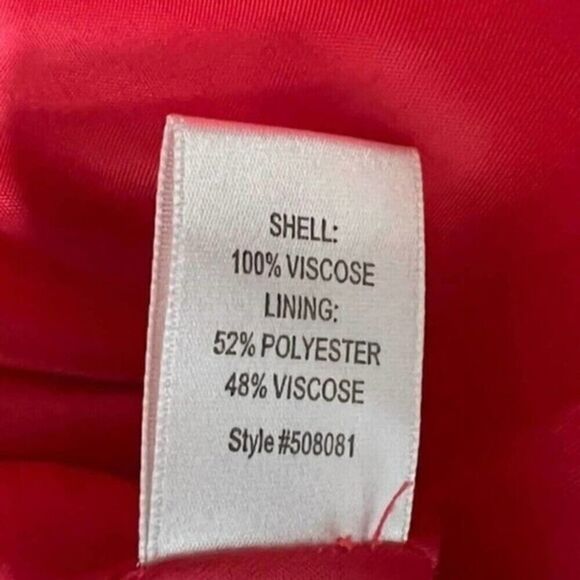 SHELL:
100% VISCOSE
LINING:
52% POLYESTER
48% VISCOSE
Style #508081